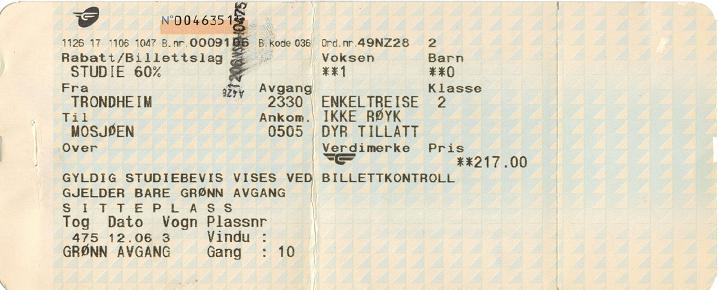 N°00463515
1126 17 1106 1047 B.nr.0009106 B.kode 036 Ord.nr.49NZ28 2
Rabatt/Billettslag Voksen Barn
STUDIE 60% **1 **0
Fra Avgang Klasse
TRONDHEIM 2330 ENKELTREISE 2
Til Ankom. IKKE RØYK
MOSJØEN 0505 DYR TILLATT
Over Verdimerke Pris
**217.00
GYLDIG STUDIEBEVIS VISES VED BILLETTKONTROLL
GJELDER BARE GRØNN AVGANG
S I T T E P L A S S
Tog Dato Vogn Plassnr
475 12.06 3 Vindu :
GRØNN AVGANG Gang : 10